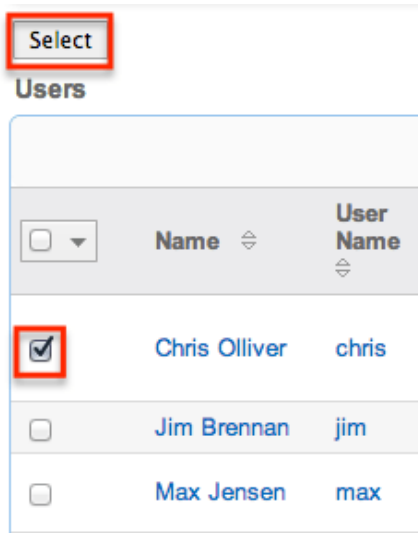 Select
Users
Name
User
Name
Chris Olliver chris
Jim Brennan jim
Max Jensen max